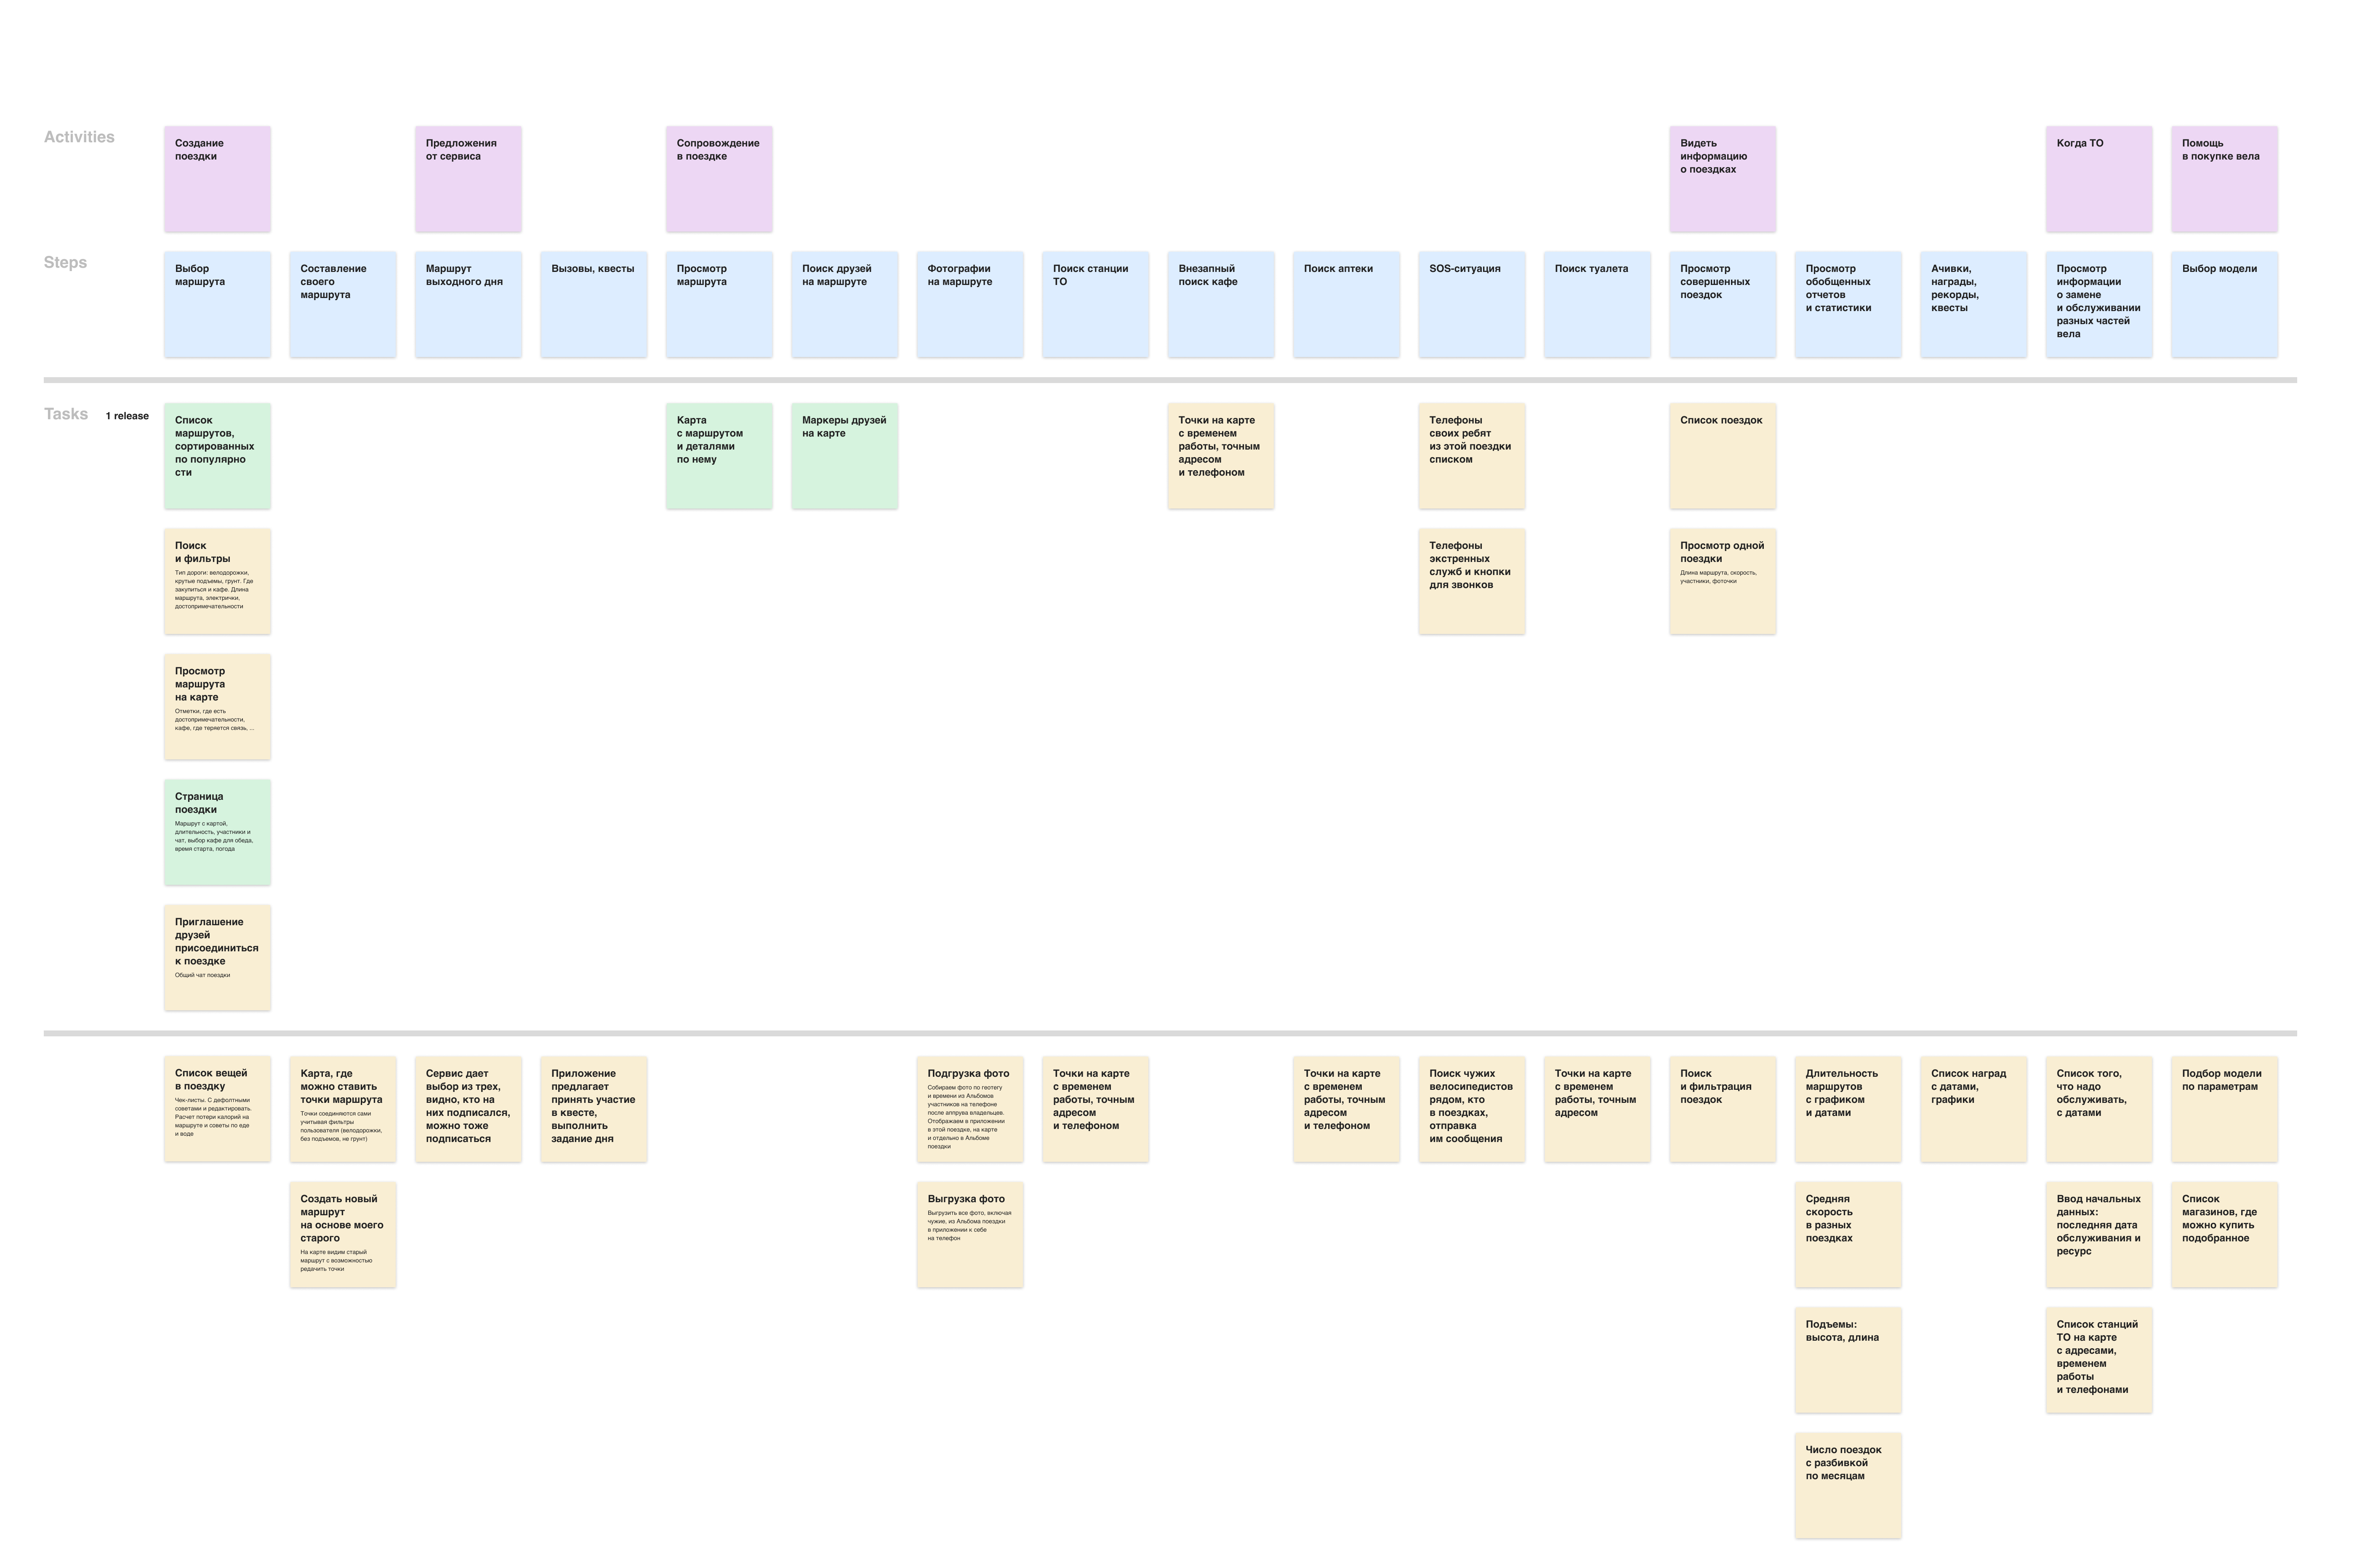 Activities
Создание
поездки
Предложения
от сервиса
Сопровождение
в поездке
Видеть
информацию
о поездках
Когда ТО
Помощь
в покупке вела
Steps
Выбор
маршрута
Составление
своего
маршрута
Маршрут
выходного дня
Вызовы, квесты
Просмотр
маршрута
Поиск друзей
на маршруте
Фотографии
на маршруте
Поиск станции
ТО
Внезапный
поиск кафе
Поиск аптеки
SOS-ситуация
Поиск туалета
Просмотр
совершенных
поездок
Просмотр
обобщенных
отчетов
и статистики
Ачивки,
награды,
рекорды,
квесты
Просмотр
информации
о замене
и обслуживании
разных частей
вела
Выбор модели
Tasks
1 release
Список
маршрутов,
сортированных
по популярно
сти
Карта
с маршрутом
и деталями
по нему
Маркеры друзей
на карте
Точки на карте
с временем
работы, точным
адресом
и телефоном
Телефоны
своих ребят
из этой поездки
списком
Список поездок
Поиск
и фильтры
Тип дороги: велодорожки,
крутые подъемы, грунт. Где
закупиться и кафе. Длина
маршрута, электрички,
достопримечательности
Телефоны
экстренных
служб и кнопки
для звонков
Просмотр одной
поездки
Длина маршрута, скорость,
участники, фоточки
Просмотр
маршрута
на карте
Отметки, где есть
достопримечательности,
кафе, где теряется связь, ...
Страница
поездки
Маршрут с картой,
длительность, участники и
чат, выбор кафе для обеда,
время старта, погода
Приглашение
друзей
присоединиться
к поездке
Общий чат поездки
Список вещей
в поездку
Чек-листы. С дефолтными
советами и редактировать.
Расчет потери калорий на
маршруте и советы по еде
и воде
Карта, где
можно ставить
точки маршрута
Точки соединяются сами
учитывая фильтры
пользователя (велодорожки,
без подъемов, не грунт)
Сервис дает
выбор из трех,
видно, кто на
них подписался,
можно тоже
подписаться
Приложение
предлагает
принять участие
в квесте,
выполнить
задание дня
Подгрузка фото
Собираем фото по геотегу
и времени из Альбомов
участников на телефоне
после аппрува владельцев.
Отображаем в приложении
в этой поездке, на карте
и отдельно в Альбоме
поездки
Точки на карте
с временем
работы, точным
адресом
и телефоном
Точки на карте
с временем
работы, точным
адресом
и телефоном
Поиск чужих
велосипедистов
рядом, кто
в поездках,
отправка
им сообщения
Точки на карте
с временем
работы, точным
адресом
Поиск
и фильтрация
поездок
Длительность
маршрутов
с графиком
и датами
Список наград
с датами,
графики
Список того,
что надо
обслуживать,
с датами
Подбор модели
по параметрам
Создать новый
маршрут
на основе моего
старого
На карте видим старый
маршрут с возможностью
редачить точки
Выгрузка фото
Выгрузить все фото, включая
чужие, из Альбома поездки
в приложении к себе
на телефон
Средняя
скорость
в разных
поездках
Ввод начальных
данных:
последняя дата
обслуживания и
ресурс
Список
магазинов, где
можно купить
подобранное
Подъемы:
высота, длина
Список станций
ТО на карте
с адресами,
временем
работы
и телефонами
Число поездок
с разбивкой
по месяцам